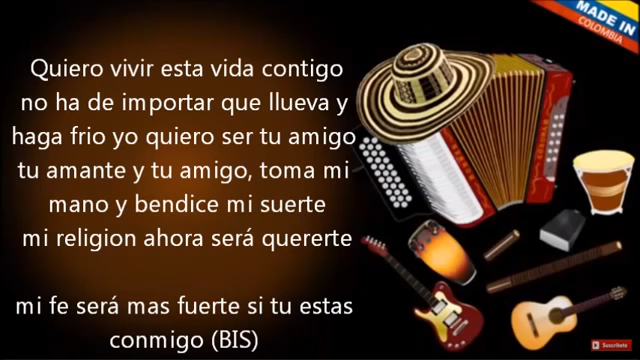 MADE IN
COLOMBIA
Quiero vivir esta vida contigo
no ha de importar que llueva y
haga frio yo quiero ser tu amigo
tu amante y tu amigo, toma mi
mano y bendice mi suerte
mi religion ahora será quererte
mi fe será mas fuerte si tu estas
conmigo (BIS)
Suscríbete